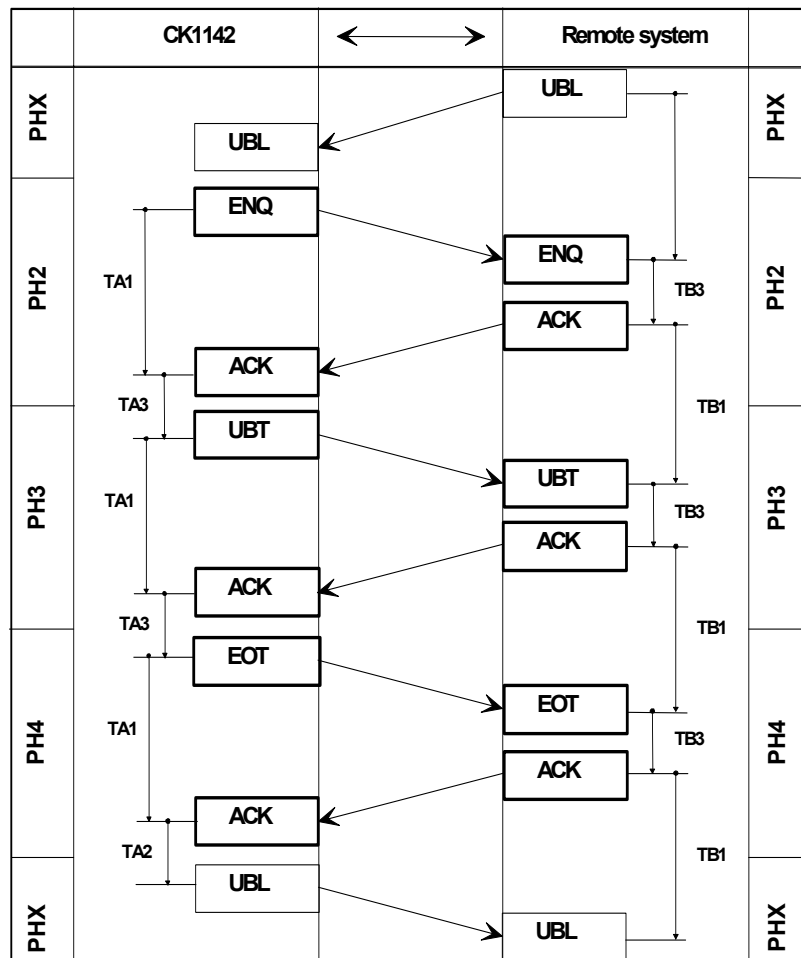 CK1142 Remote system
PHX UBL PHX
UBL
ENQ
PH2 TA1 ENQ TB3 PH2
ACK
ACK
TA3 TB1
UBT
PH3 TA1 UBT TB3 PH3
ACK
ACK
TA3 TB1
EOT
PH4 TA1 EOT TB3 PH4
ACK
ACK
TA2 TB1
UBL
PHX UBL PHX